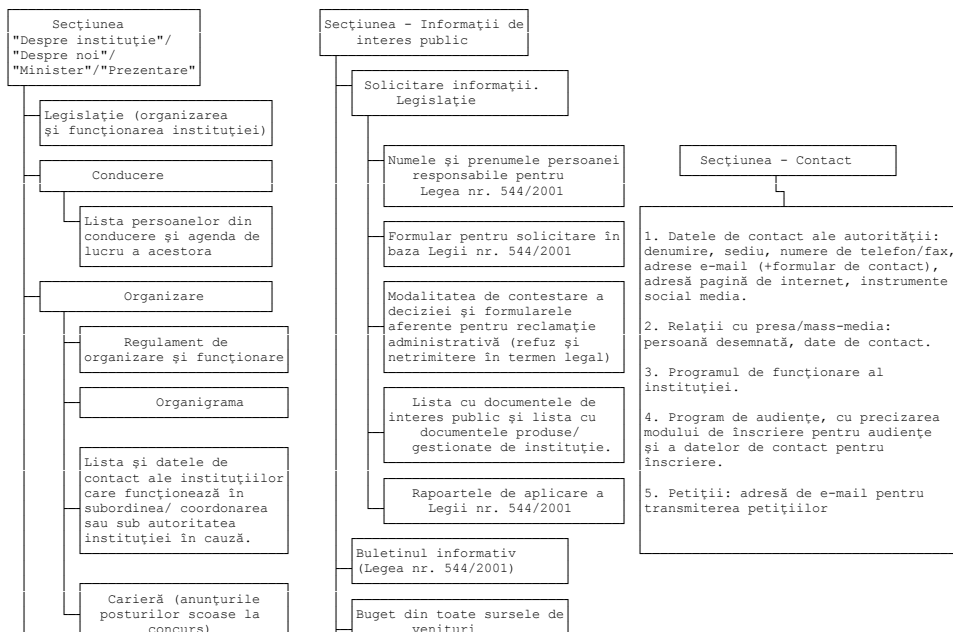 Secţiunea
"Despre instituţie"/
"Despre noi"/
"Minister"/"Prezentare"
Legislaţie (organizarea
şi funcţionarea instituţiei)
Conducere
Lista persoanelor din
conducere şi agenda de
lucru a acestora
Organizare
Regulament de
organizare şi funcţionare
Organigrama
Lista şi datele de
contact ale instituţiilor
care funcţionează în
subordinea/ coordonarea
sau sub autoritatea
instituţiei în cauză.
Carieră (anunţurile
posturilor scoase la
concurs)
Secţiunea - Informaţii de
interes public
Solicitare informaţii.
Legislaţie
Numele şi prenumele persoanei
responsabile pentru
Legea nr. 544/2001
Formular pentru solicitare în
baza Legii nr. 544/2001
Modalitatea de contestare a
deciziei şi formularele
aferente pentru reclamaţie
administrativă (refuz şi
netrimitere în termen legal)
Lista cu documentele de
interes public şi lista cu
documentele produse/
gestionate de instituţie.
Rapoartele de aplicare a
Legii nr. 544/2001
Buletinul informativ
(Legea nr. 544/2001)
Buget din toate sursele de
venituri
Secţiunea - Contact
1. Datele de contact ale autorităţii:
denumire, sediu, numere de telefon/fax,
adrese e-mail (+formular de contact),
adresă pagină de internet, instrumente
social media.
2. Relaţii cu presa/mass-media:
persoană desemnată, date de contact.
3. Programul de funcţionare al
instituţiei.
4. Program de audienţe, cu precizarea
modului de înscriere pentru audienţe
şi a datelor de contact pentru
înscriere.
5. Petiţii: adresă de e-mail pentru
transmiterea petiţiilor